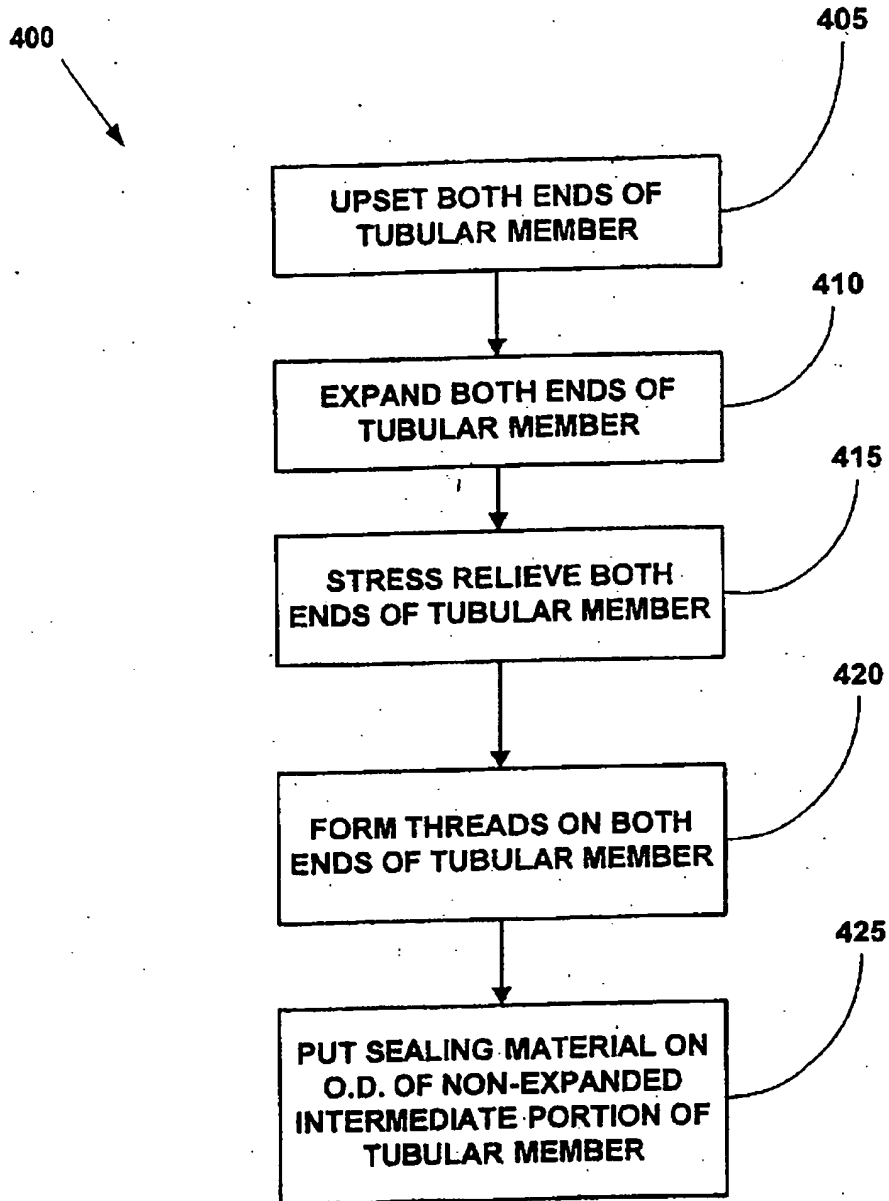 400
405
UPSET BOTH ENDS OF
TUBULAR MEMBER
410
EXPAND BOTH ENDS OF
TUBULAR MEMBER
415
STRESS RELIEVE BOTH
ENDS OF TUBULAR MEMBER
420
FORM THREADS ON BOTH
ENDS OF TUBULAR MEMBER
425
PUT SEALING MATERIAL ON
O.D. OF NON-EXPANDED
INTERMEDIATE PORTION OF
TUBULAR MEMBER